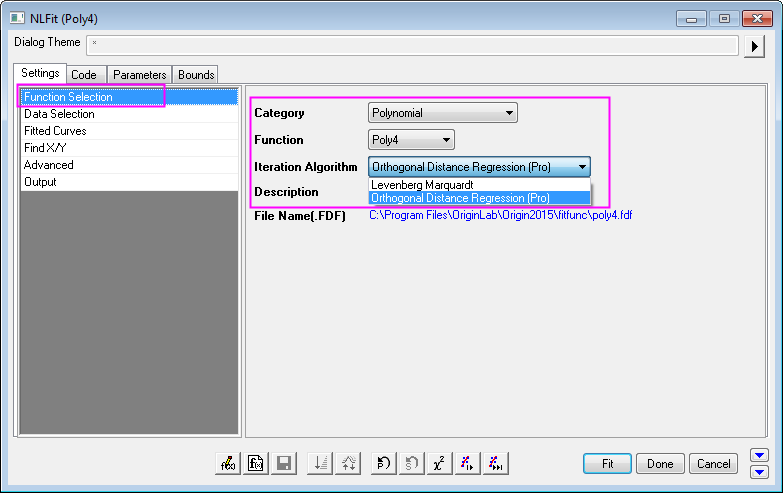 NLFit (Poly4)
Dialog Theme *
Settings Code Parameters Bounds
Function Selection
Data Selection
Fitted Curves
Find X/Y
Advanced
Output
Category Polynomial
Function Poly4
Iteration Algorithm Orthogonal Distance Regression (Pro)
Levenberg Marquardt
Orthogonal Distance Regression (Pro)
Description
File Name(.FDF) C:\Program Files\OriginLab\Origin2015\fitfunc\poly4.fdf
f(x) f(x) P S χ²
Fit Done Cancel